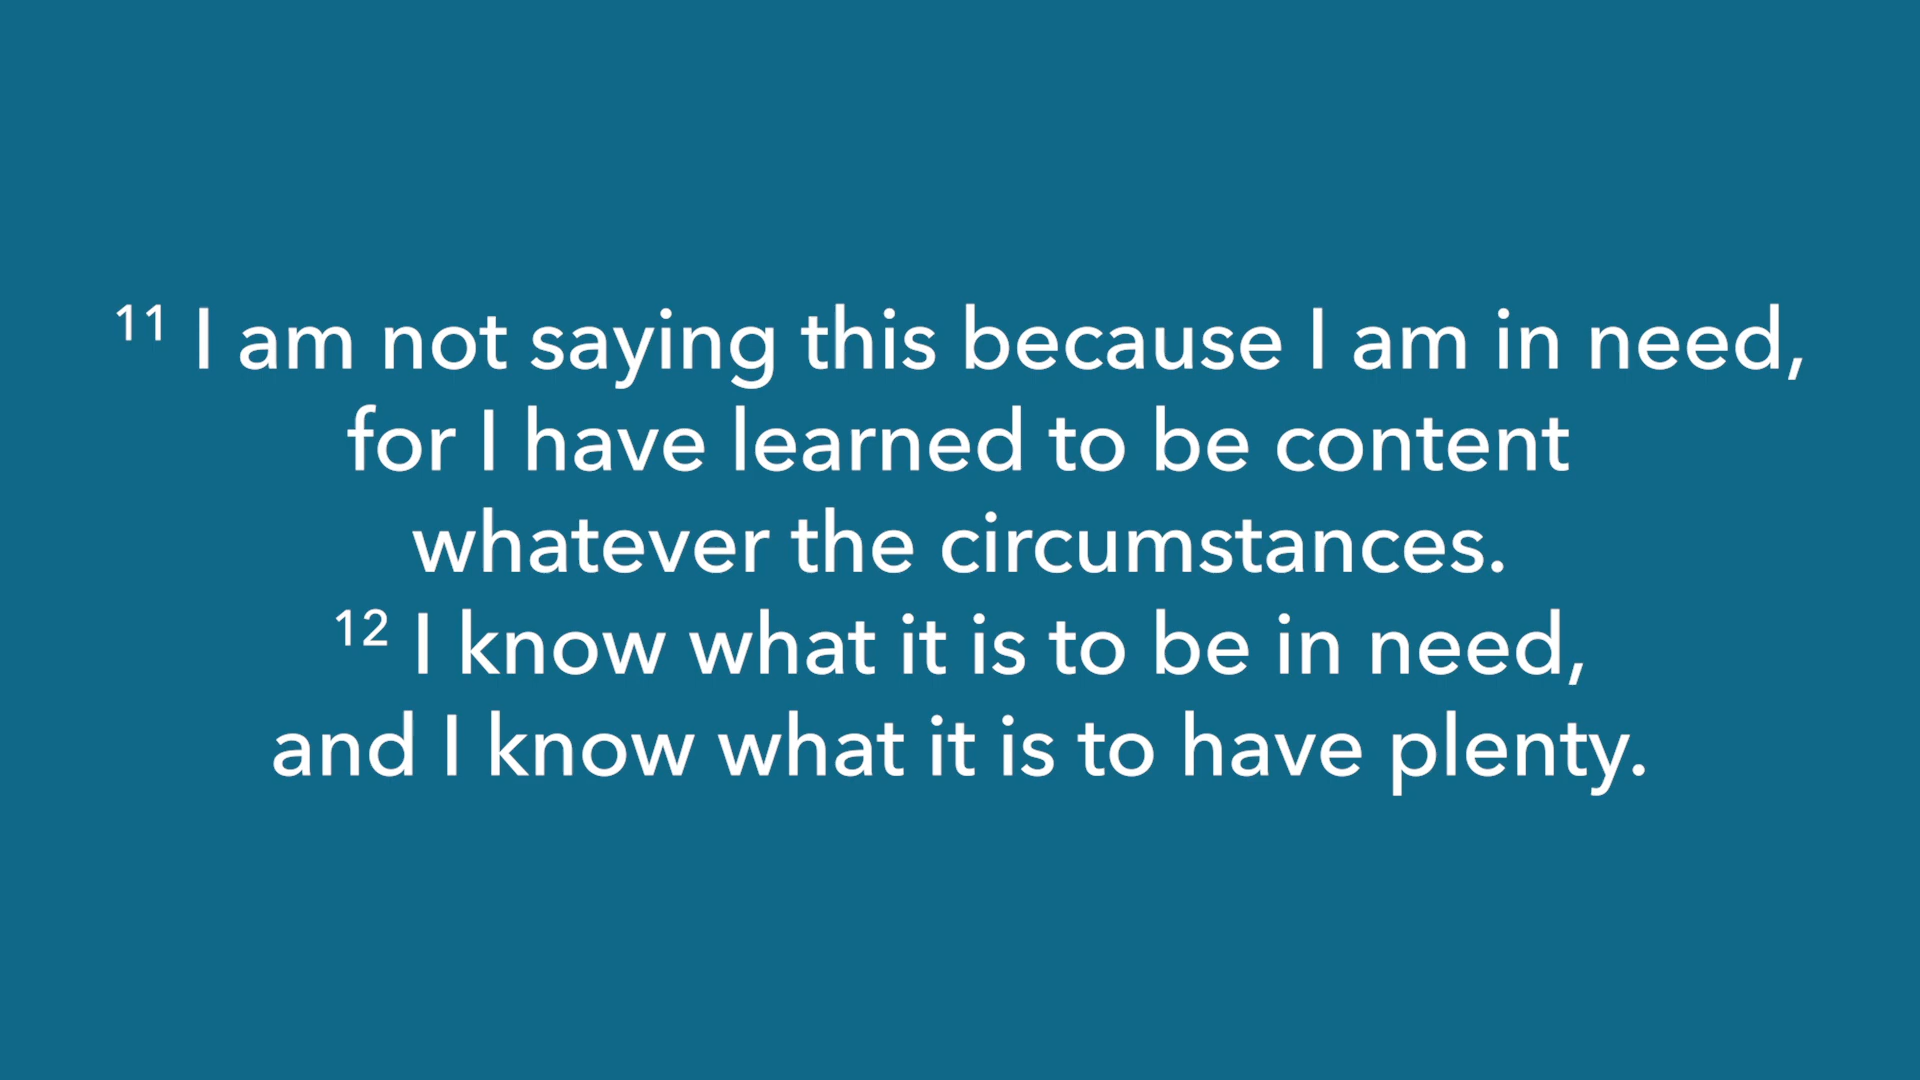 11 I am not saying this because I am in need,
for I have learned to be content
whatever the circumstances.
12 I know what it is to be in need,
and I know what it is to have plenty.